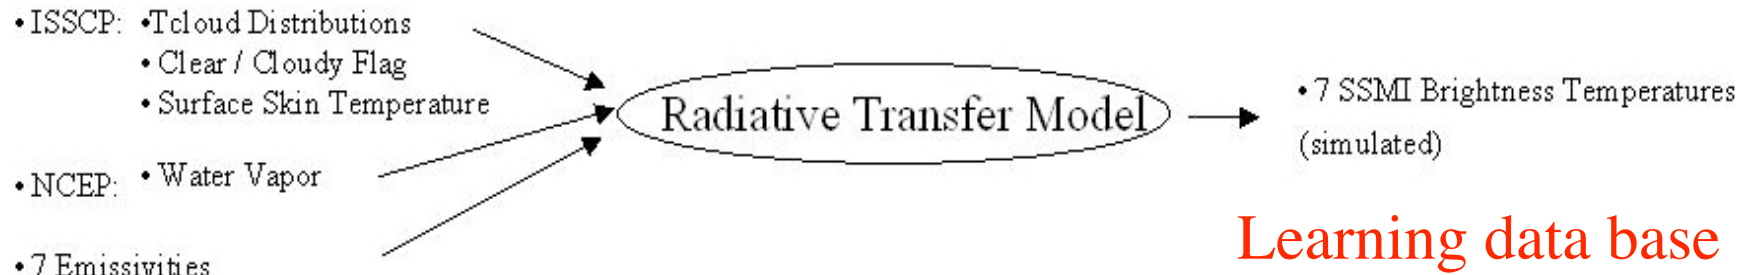 • ISSCP: •Tcloud Distributions
• Clear / Cloudy Flag
• Surface Skin Temperature
• NCEP: • Water Vapor
• 7 Emissivities
Radiative Transfer Model
• 7 SSMI Brightness Temperatures
(simulated)
Learning data base